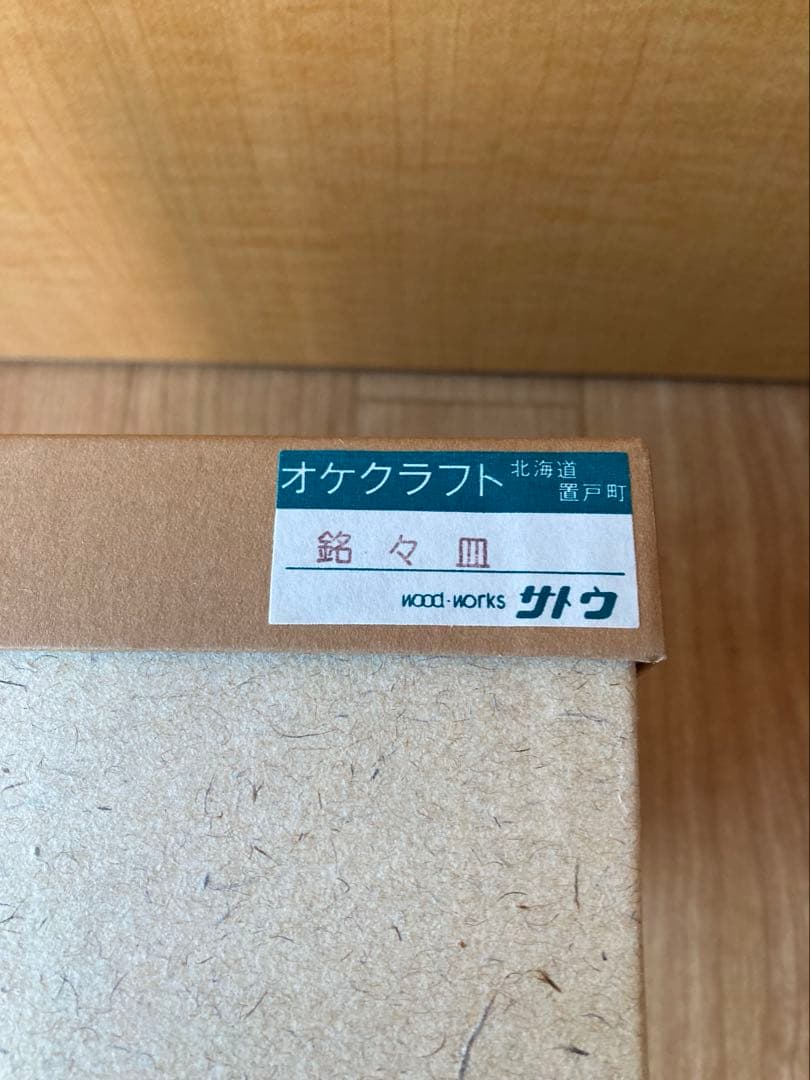 オケクラフト 北海道
置戸町
銘々皿
wood·works サトウ